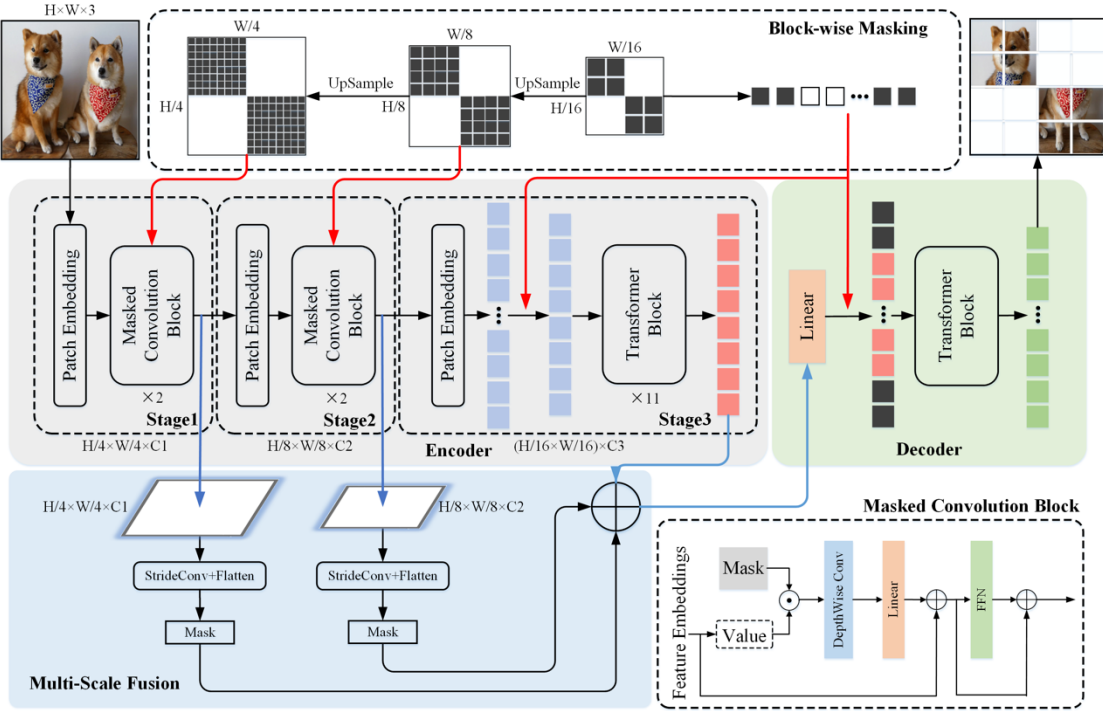 H×W×3
W/4
W/8
W/16
Block-wise Masking
UpSample
UpSample
H/4
H/8
H/16
Patch Embedding
Masked
Convolution
Block
×2
Stage1
H/4×W/4×C1
Patch Embedding
Masked
Convolution
Block
×2
Stage2
H/8×W/8×C2
Patch Embedding
Transformer
Block
×11
Stage3
Encoder
(H/16×W/16)×C3
Linear
Transformer
Block
Decoder
H/4×W/4×C1
H/8×W/8×C2
StrideConv+Flatten
StrideConv+Flatten
Mask
Mask
Multi-Scale Fusion
Masked Convolution Block
Feature Embeddings
Mask
Value
DepthWise Conv
Linear
FFN